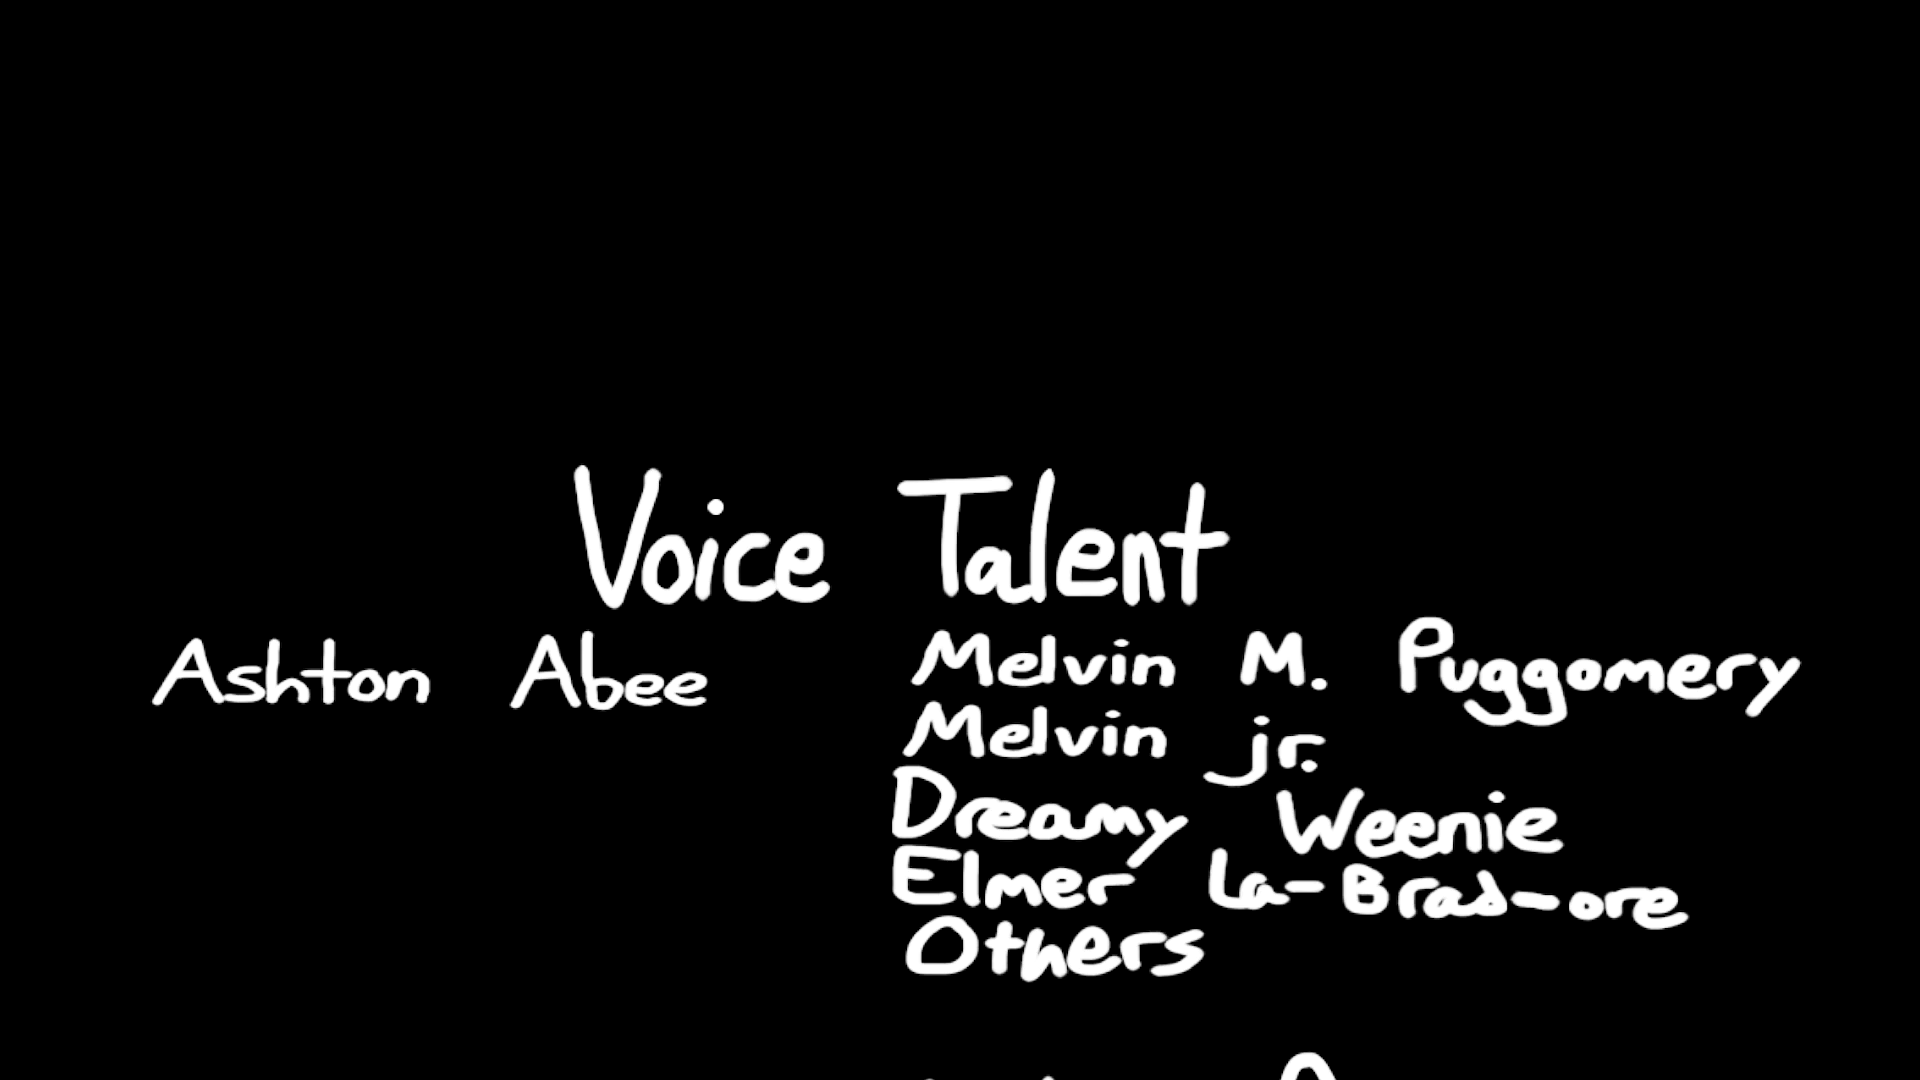 Voice Talent
Ashton Abee Melvin M. Puggomery
Melvin jr.
Dreamy Weenie
Elmer La-Brad-ore
Others